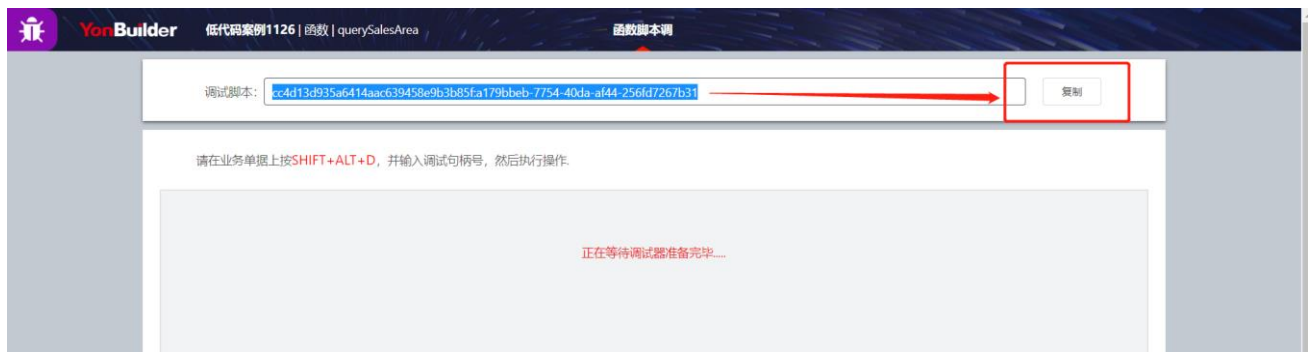 YonBuilder 低代码案例1126 | 函数 | querySalesArea 函数脚本调
调试脚本: cc4d13d935a6414aac639458e9b3b85f:a179bbeb-7754-40da-af44-256fd7267b31 复制
请在业务单据上按SHIFT+ALT+D，并输入调试句柄号，然后执行操作.
正在等待调试器准备完毕.....